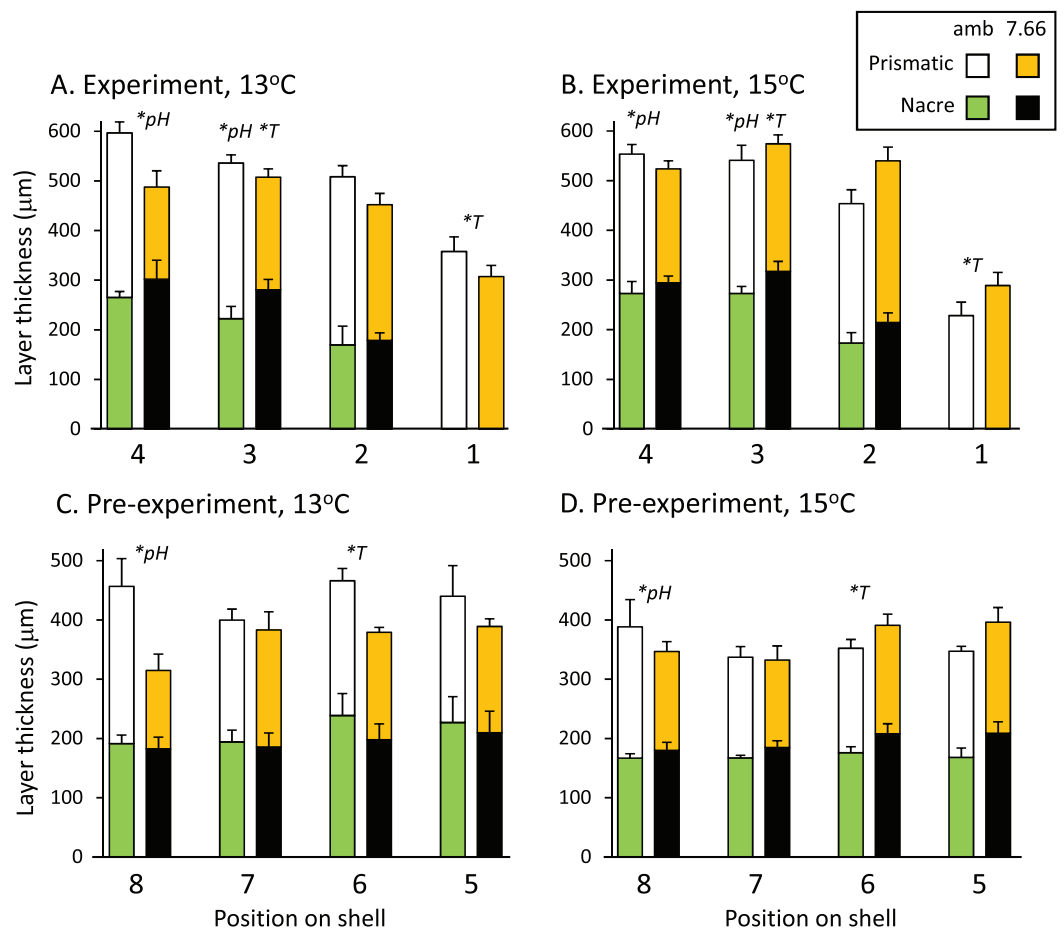 amb 7.66
Prismatic
Nacre
A. Experiment, 13°C
B. Experiment, 15°C
Layer thickness (µm)
600
500
400
300
200
100
0
*pH
*pH *T
*T
4 3 2 1
600
500
400
300
200
100
0
*pH
*pH *T
*T
4 3 2 1
C. Pre-experiment, 13°C
D. Pre-experiment, 15°C
Layer thickness (µm)
500
400
300
200
100
0
*pH
*T
8 7 6 5
Position on shell
500
400
300
200
100
0
*pH
*T
8 7 6 5
Position on shell